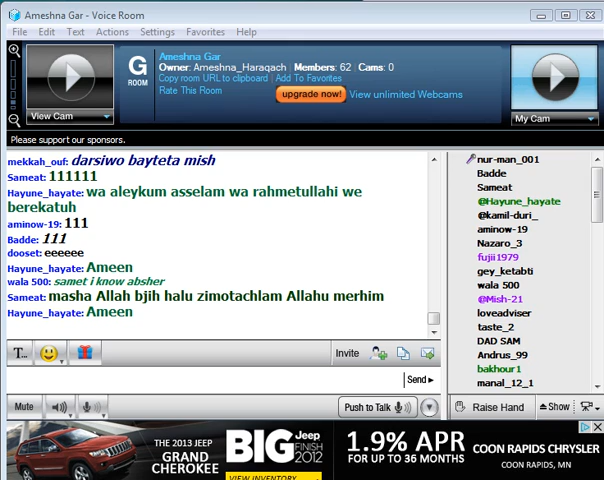 Ameshna Gar - Voice Room
File Edit Text Actions Settings Favorites Help
G ROOM
Ameshna Gar
Owner: Ameshna_Haraqach | Members: 62 | Cams: 0
Copy room URL to clipboard | Add To Favorites
Rate This Room
upgrade now!
View unlimited Webcams
View Cam
My Cam
Please support our sponsors.
mekkah_ouf: darsiwo bayteta mish
Sameat: 111111
Hayune_hayate: wa aleykum asselam wa rahmetullahi we
berekatuh
aminow-19: 111
Badde: 111
dooset: eeeeee
Hayune_hayate: Ameen
wala 500: samet i know absher
Sameat: masha Allah bjih halu zimotachlam Allahu merhim
Hayune_hayate: Ameen
nur-man_001
Badde
Sameat
@Hayune_hayate
@kamil-duri_
aminow-19
Nazaro_3
fujii1979
gey_ketabti
wala 500
@Mish-21
loveadviser
taste_2
DAD SAM
Andrus_99
bakhour1
manal_12_1
T...
Invite
Send
Mute
Push to Talk
Raise Hand
Show
THE 2013 JEEP
GRAND
CHEROKEE
BIG Jeep
FINISH
2012
VIEW INVENTORY
1.9% APR
FOR UP TO 36 MONTHS
COON RAPIDS CHRYSLER
COON RAPIDS, MN